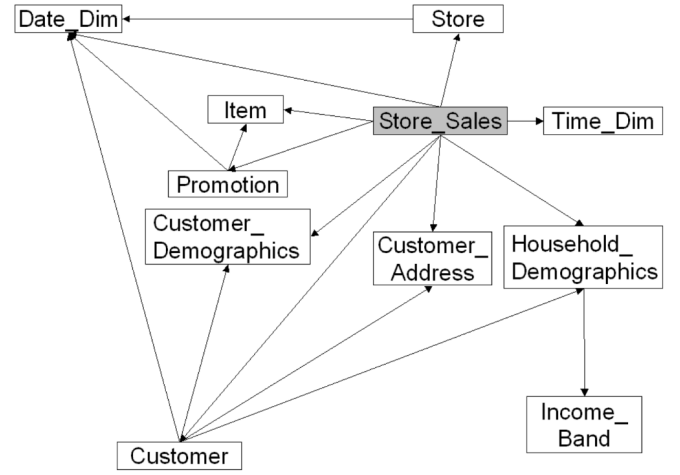 Date_Dim
Store
Item
Store_Sales
Time_Dim
Promotion
Customer_
Demographics
Customer_
Address
Household_
Demographics
Income_
Band
Customer